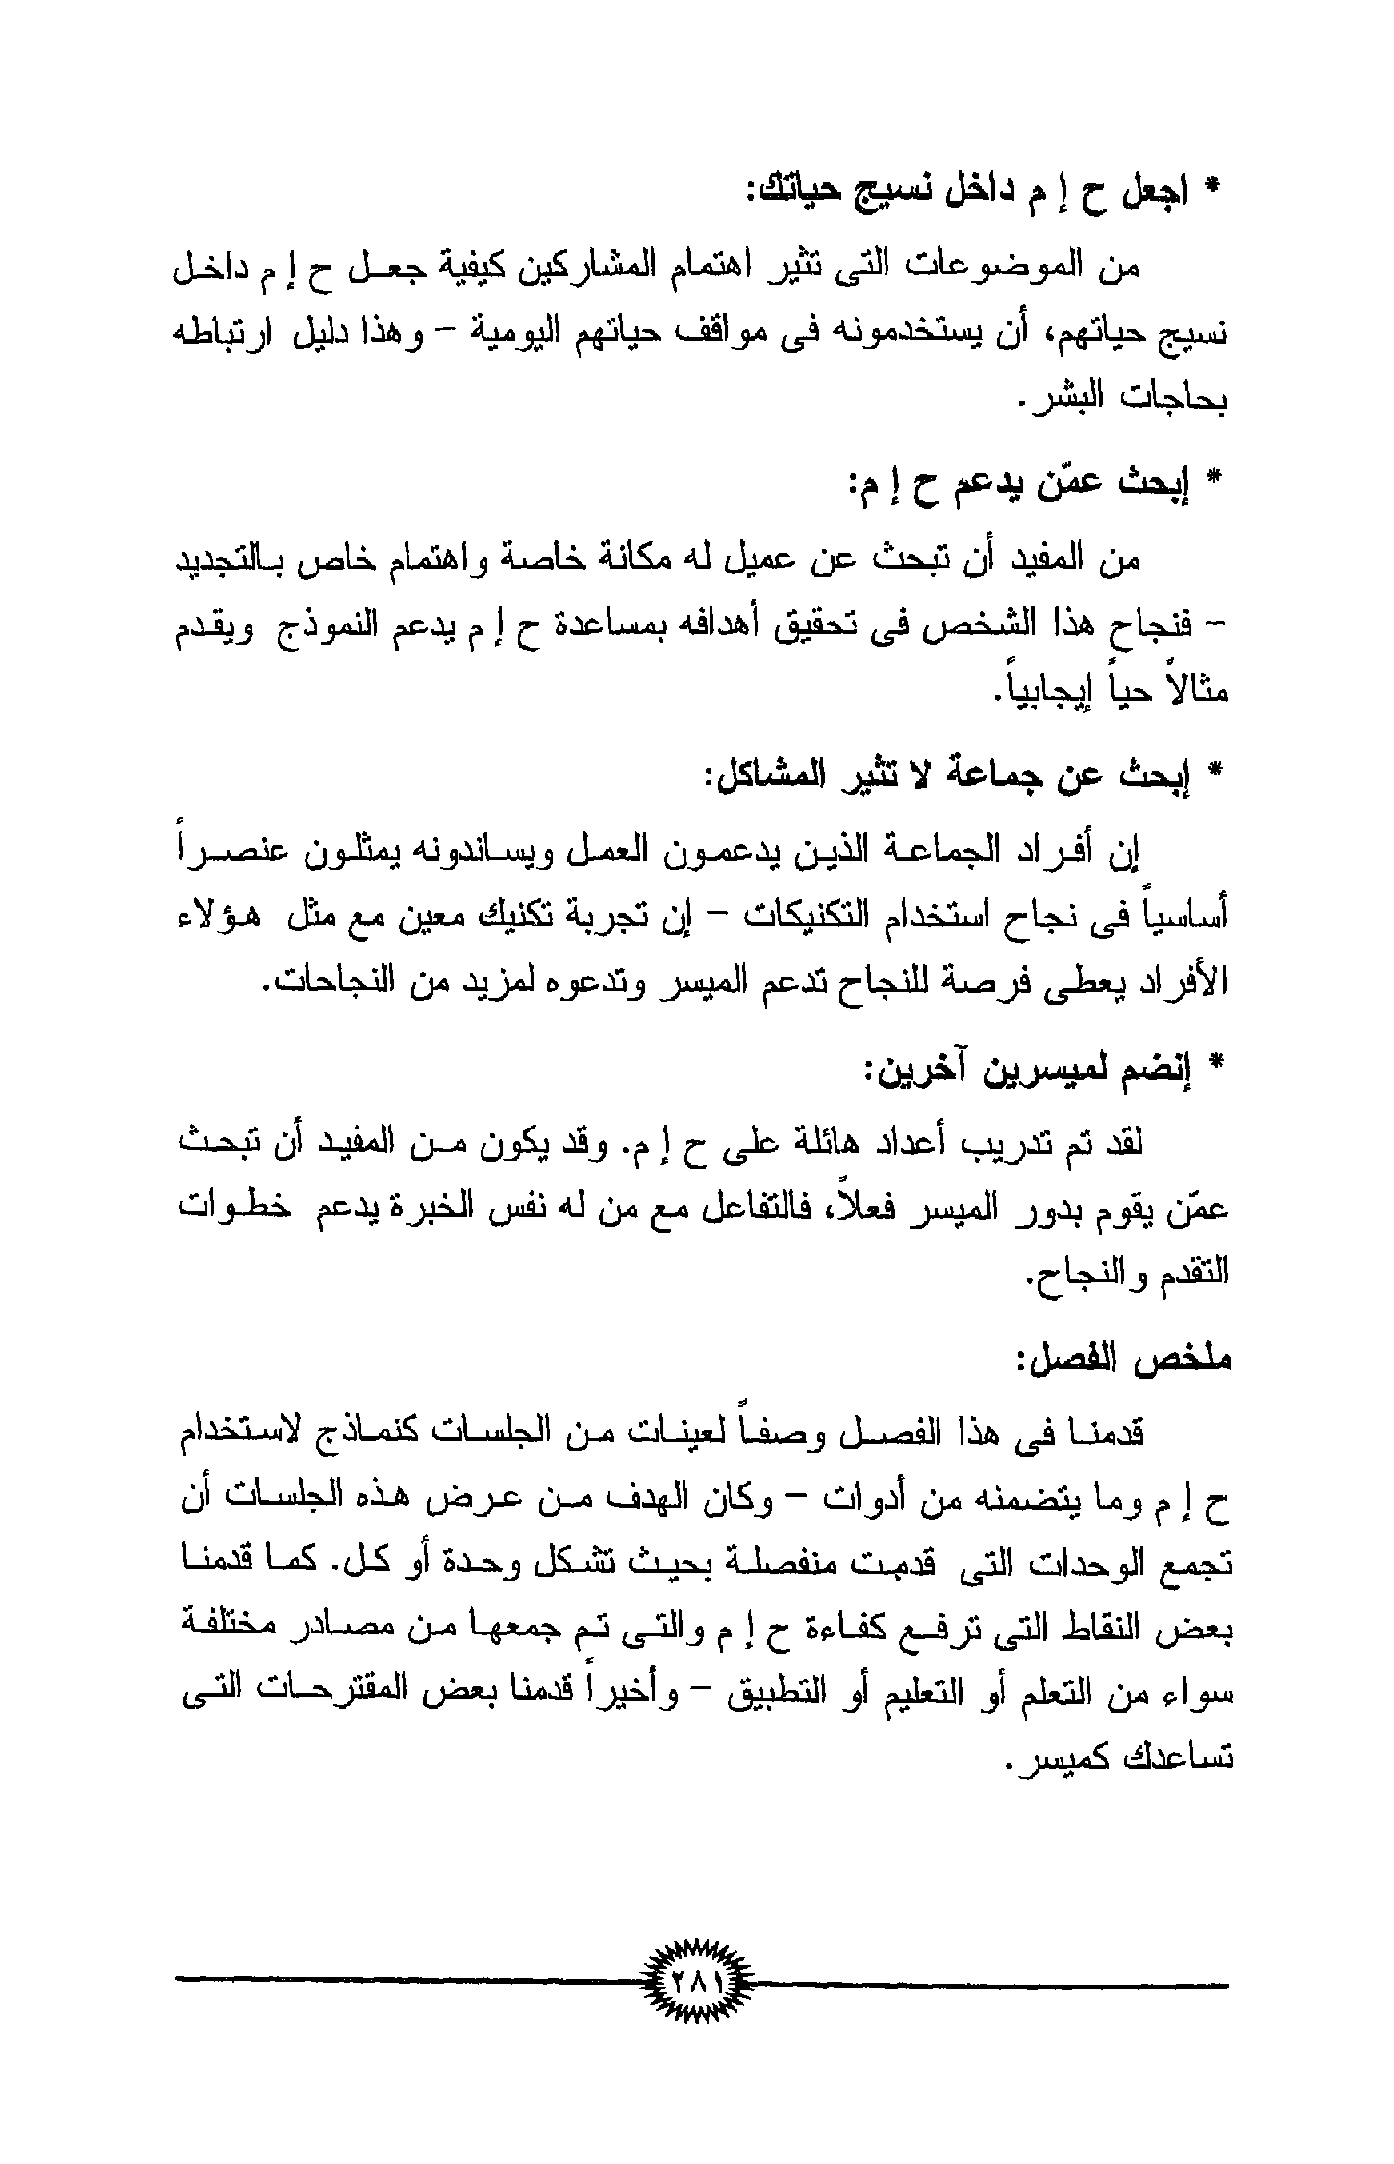 * اجعل ح إ م داخل نسيج حياتك:
من الموضوعات التى تثير اهتمام المشاركين كيفية جعل ح إ م داخل
نسيج حياتهم، أن يستخدمونه فى مواقف حياتهم اليومية – وهذا دليل ارتباطه
بحاجات البشر.
* إبحث عمّن يدعم ح إ م:
من المفيد أن تبحث عن عميل له مكانة خاصة واهتمام خاص بالتجديد
– فنجاح هذا الشخص فى تحقيق أهدافه بمساعدة ح إ م يدعم النموذج ويقدم
مثالاً حياً إيجابياً.
* إبحث عن جماعة لا تثير المشاكل:
إن أفراد الجماعة الذين يدعمون العمل ويساندونه يمثلون عنصراً
أساسياً فى نجاح استخدام التكنيكات – إن تجربة تكنيك معين مع مثل هؤلاء
الأفراد يعطى فرصة للنجاح تدعم الميسر وتدعوه لمزيد من النجاحات.
* إنضم لميسرين آخرين:
لقد تم تدريب أعداد هائلة على ح إ م. وقد يكون من المفيد أن تبحث
عمّن يقوم بدور الميسر فعلاً، فالتفاعل مع من له نفس الخبرة يدعم خطوات
التقدم والنجاح.
ملخص الفصل:
قدمنا فى هذا الفصل وصفاً لعينات من الجلسات كنماذج لاستخدام
ح إ م وما يتضمنه من أدوات – وكان الهدف من عرض هذه الجلسات أن
تجمع الوحدات التى قدمت منفصلة بحيث تشكل وحدة أو كل. كما قدمنا
بعض النقاط التى ترفع كفاءة ح إ م والتى تم جمعها من مصادر مختلفة
سواء من التعلم أو التعليم أو التطبيق – وأخيراً قدمنا بعض المقترحات التى
تساعدك كميسر.
٢٨١